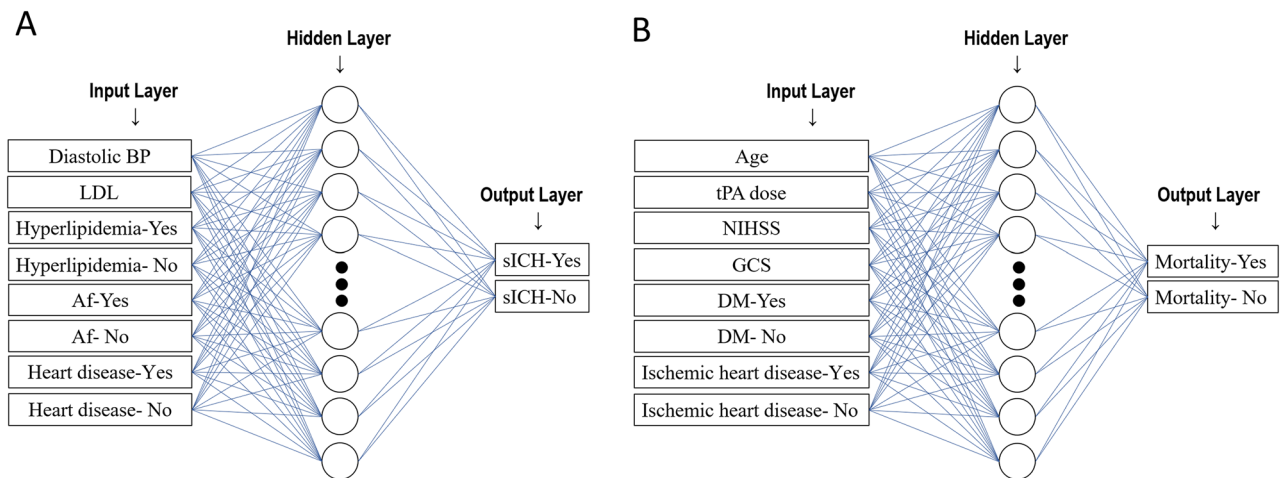 A
Hidden Layer
↓
Input Layer
↓
Diastolic BP
LDL
Hyperlipidemia-Yes
Hyperlipidemia- No
Af-Yes
Af- No
Heart disease-Yes
Heart disease- No
Output Layer
↓
sICH-Yes
sICH-No
B
Hidden Layer
↓
Input Layer
↓
Age
tPA dose
NIHSS
GCS
DM-Yes
DM- No
Ischemic heart disease-Yes
Ischemic heart disease- No
Output Layer
↓
Mortality-Yes
Mortality- No